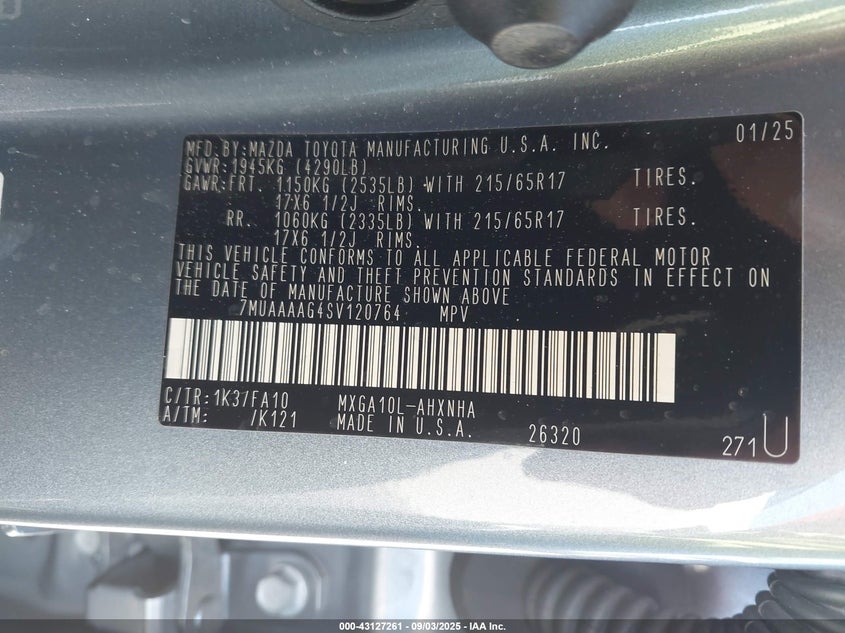 MFD.BY:MAZDA TOYOTA MANUFACTURING U.S.A. INC. 01/25
GVWR:1945KG (4290LB)
GAWR:FRT. 1150KG (2535LB) WITH 215/65R17 TIRES.
17X6 1/2J RIMS.
RR. 1060KG (2335LB) WITH 215/65R17 TIRES.
17X6 1/2J RIMS.
THIS VEHICLE CONFORMS TO ALL APPLICABLE FEDERAL MOTOR
VEHICLE SAFETY AND THEFT PREVENTION STANDARDS IN EFFECT ON
THE DATE OF MANUFACTURE SHOWN ABOVE
7MUAAAAG4SV120764 MPV
C/TR:1K3/FA10 MXGA10L-AHXNHA
A/TM: /K121 MADE IN U.S.A. 26320 271U
000-43127261 - 09/03/2025 - IAA Inc.